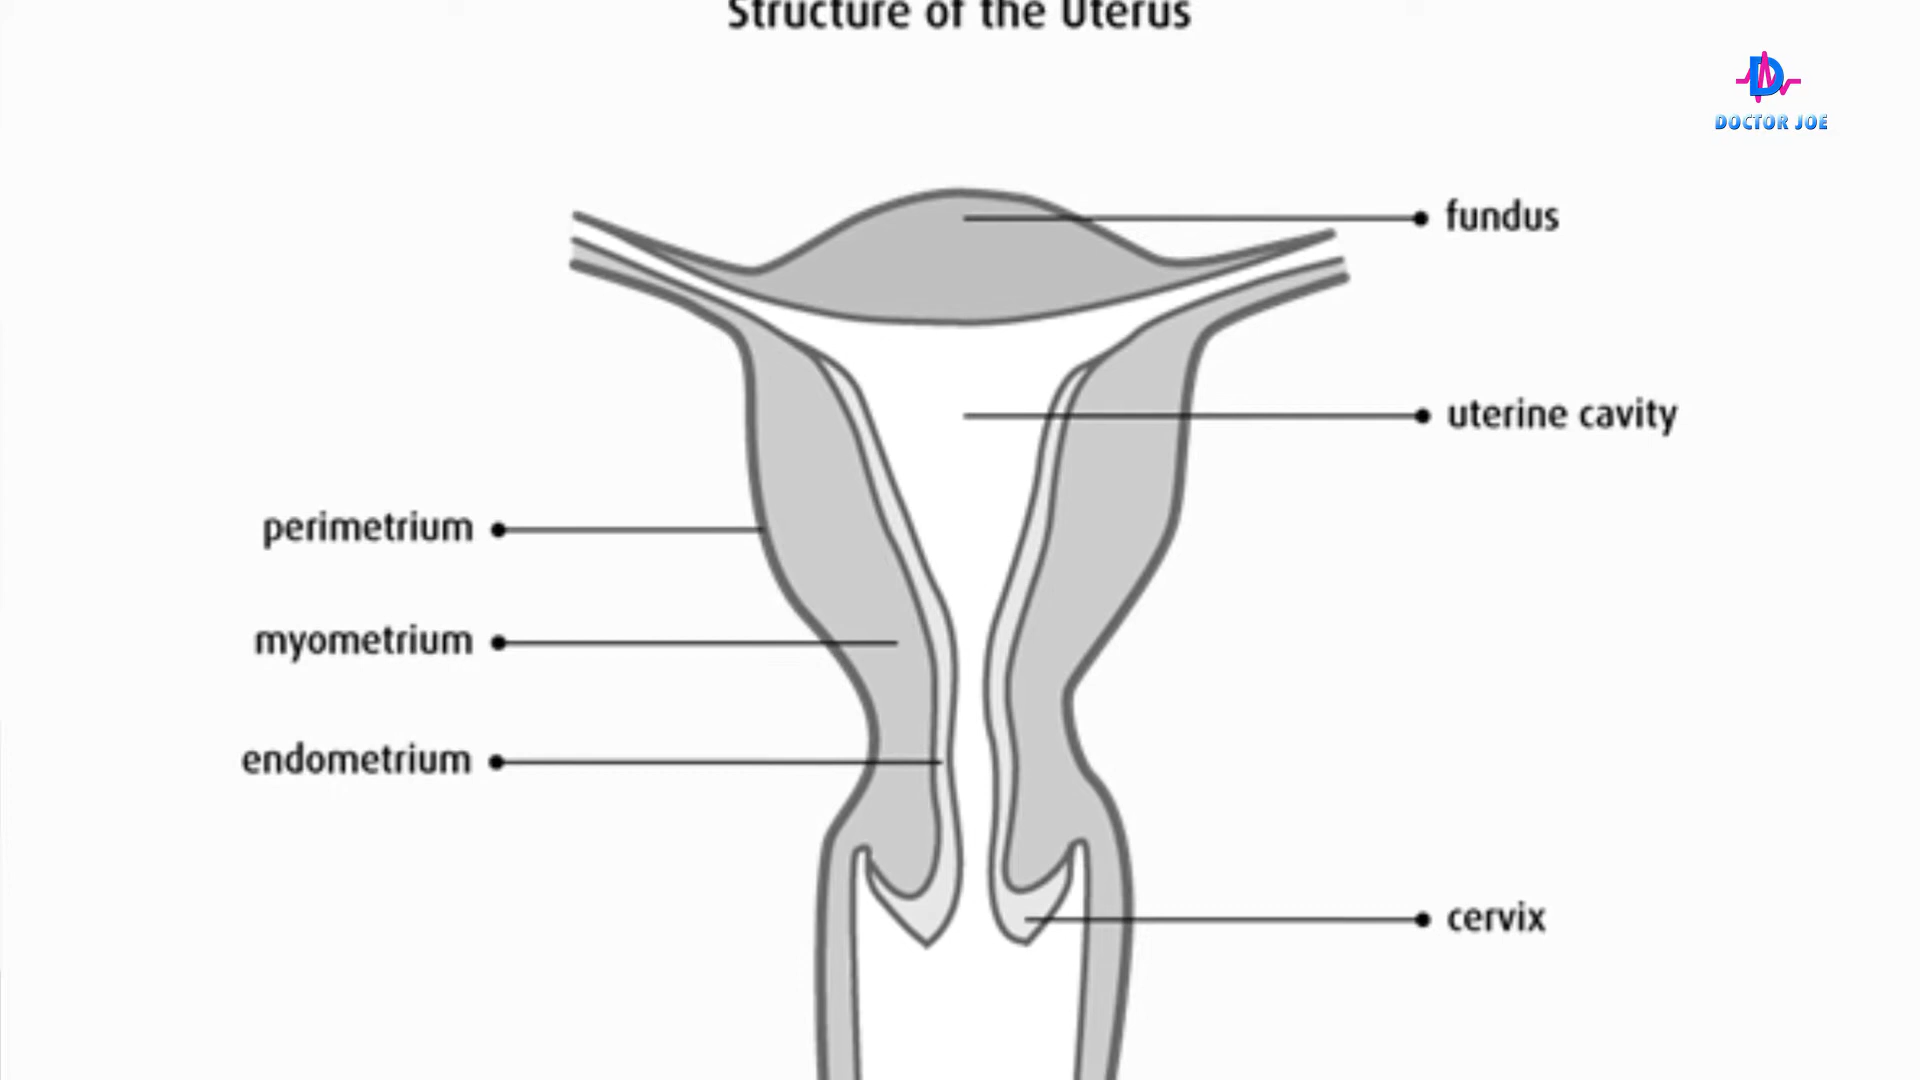 Structure of the Uterus
DOCTOR JOE
fundus
uterine cavity
perimetrium
myometrium
endometrium
cervix